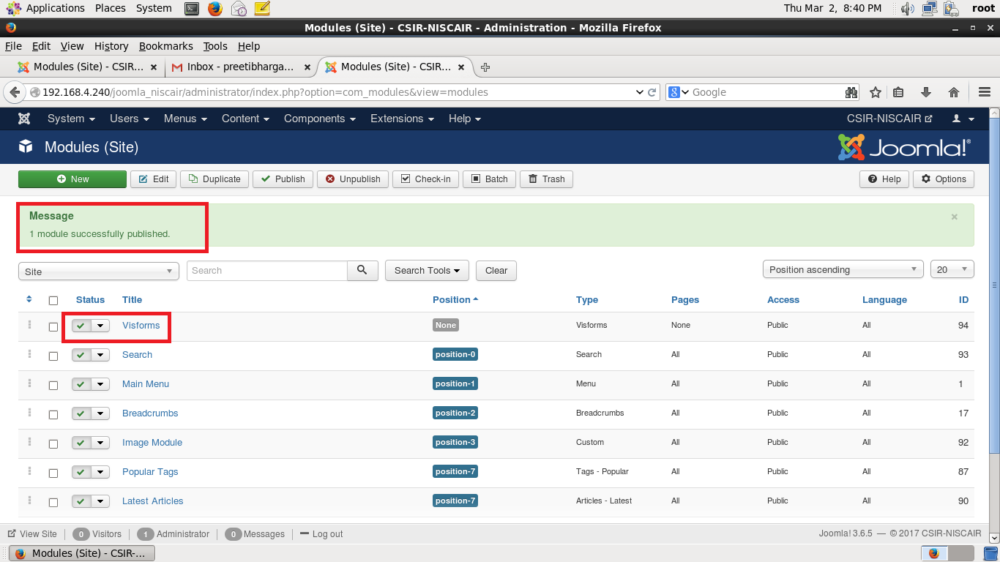 Applications Places System Thu Mar 2, 8:40 PM root
Modules (Site) - CSIR-NISCAIR - Administration - Mozilla Firefox
File Edit View History Bookmarks Tools Help
Modules (Site) - CSIR... Inbox - preetibharga... Modules (Site) - CSIR...
192.168.4.240/joomla_niscair/administrator/index.php?option=com_modules&view=modules Google
System Users Menus Content Components Extensions Help CSIR-NISCAIR
Modules (Site) Joomla!®
New Edit Duplicate Publish Unpublish Check-in Batch Trash Help Options
Message
1 module successfully published.
Site Search Search Tools Clear Position ascending 20
Status Title Position Type Pages Access Language ID
Visforms None Visforms None Public All 94
Search position-0 Search All Public All 93
Main Menu position-1 Menu All Public All 1
Breadcrumbs position-2 Breadcrumbs All Public All 17
Image Module position-3 Custom All Public All 92
Popular Tags position-7 Tags - Popular All Public All 87
Latest Articles position-7 Articles - Latest All Public All 90
View Site 0 Visitors 1 Administrator 0 Messages Log out Joomla! 3.6.5 — © 2017 CSIR-NISCAIR
Modules (Site) - CSIR-...